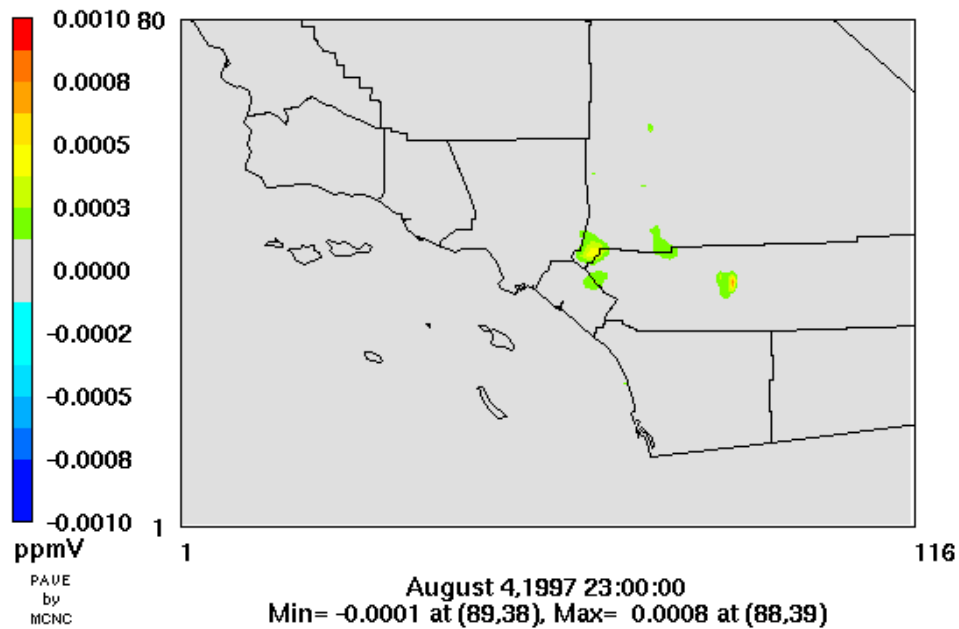 0.0010
0.0008
0.0005
0.0003
0.0000
-0.0002
-0.0005
-0.0008
-0.0010
ppmV
PAVE
by
MCNC
80
1
1
116
August 4,1997 23:00:00
Min= -0.0001 at (89,38), Max= 0.0008 at (88,39)